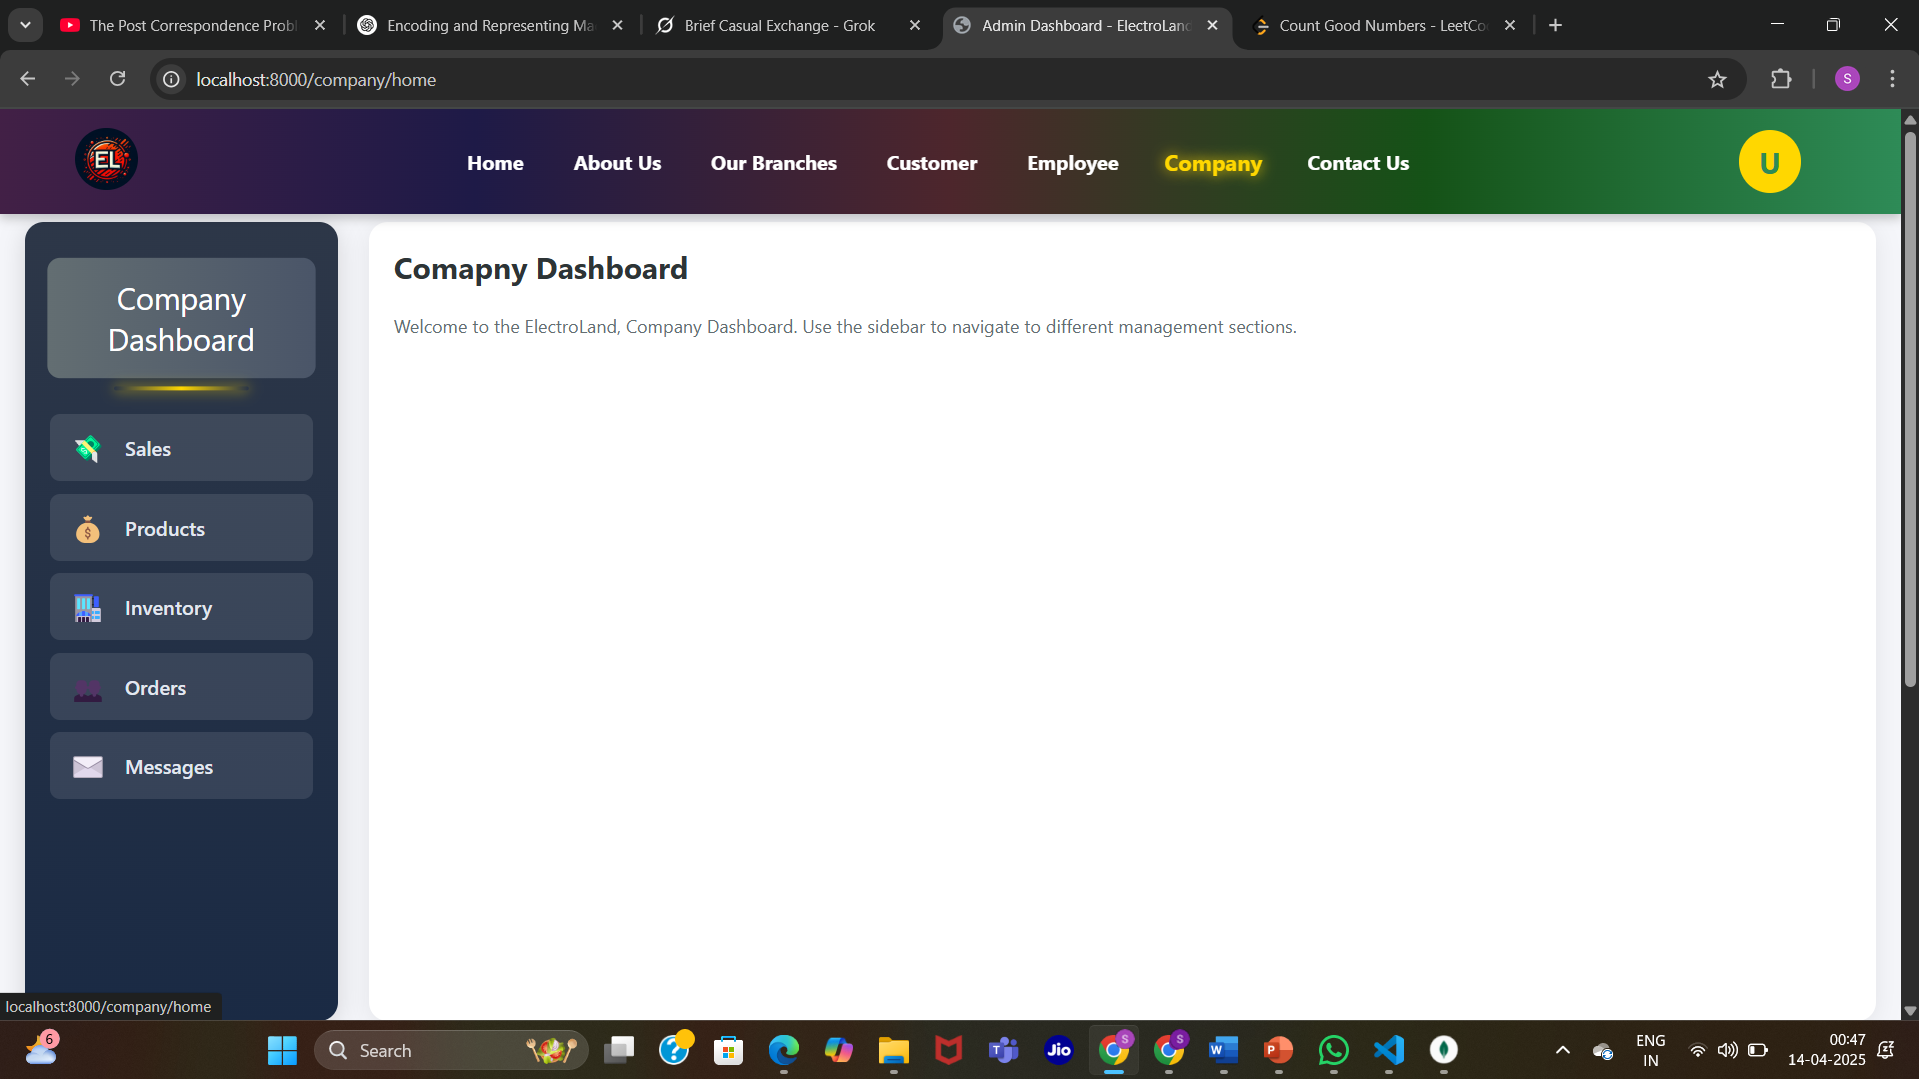 The Post Correspondence Probl
Encoding and Representing Ma
Brief Casual Exchange - Grok
Admin Dashboard - ElectroLand
Count Good Numbers - LeetCo
localhost:8000/company/home
S
EL
Home
About Us
Our Branches
Customer
Employee
Company
Contact Us
U
Company
Dashboard
Sales
Products
Inventory
Orders
Messages
Comapny Dashboard
Welcome to the ElectroLand, Company Dashboard. Use the sidebar to navigate to different management sections.
localhost:8000/company/home
6
Search
Jio
S
S
W
P
ENG
IN
00:47
14-04-2025